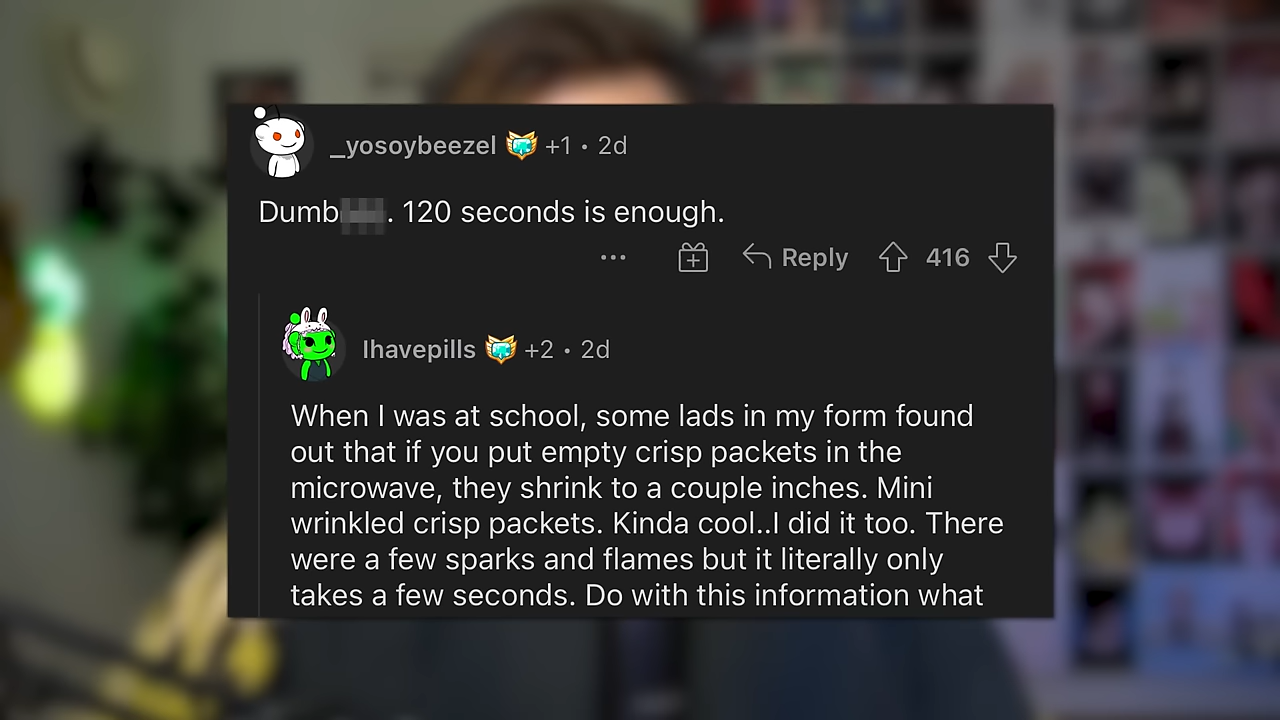 _yosoybeezel +1 • 2d
Dumb. 120 seconds is enough.
Reply 416
Ihavepills +2 • 2d
When I was at school, some lads in my form found
out that if you put empty crisp packets in the
microwave, they shrink to a couple inches. Mini
wrinkled crisp packets. Kinda cool..I did it too. There
were a few sparks and flames but it literally only
takes a few seconds. Do with this information what